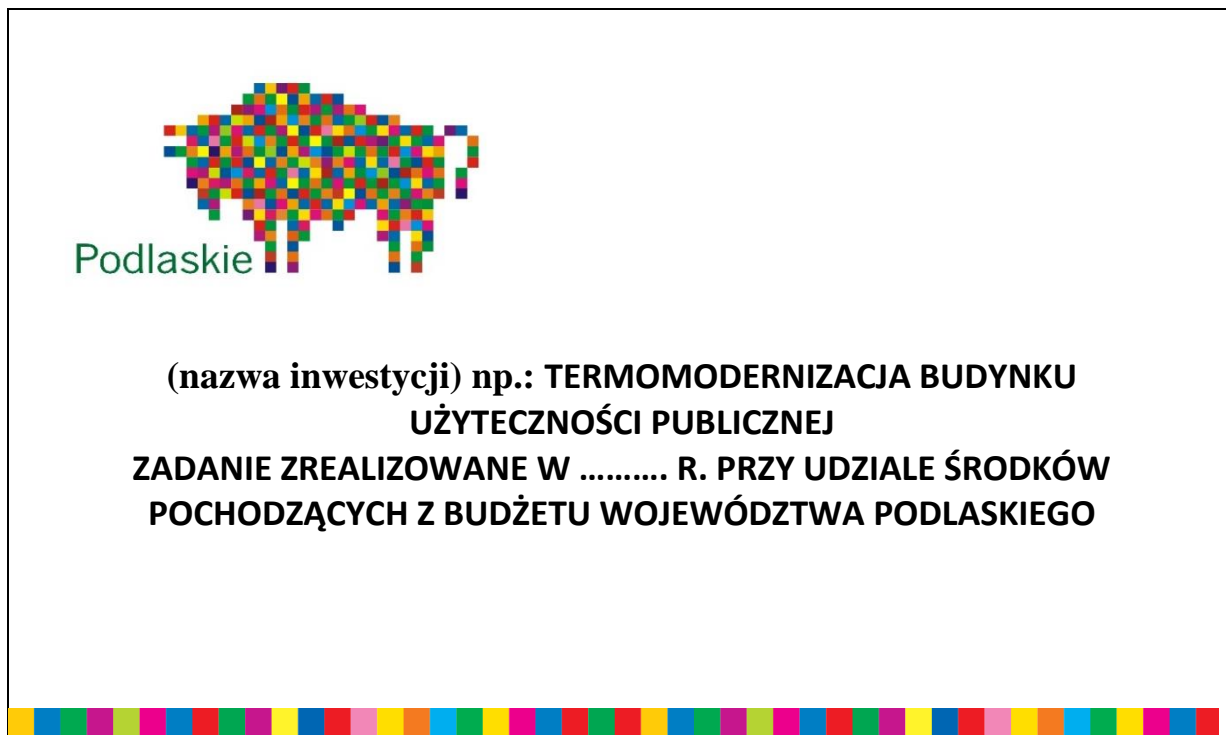 Podlaskie
(nazwa inwestycji) np.: TERMOMODERNIZACJA BUDYNKU
UŻYTECZNOŚCI PUBLICZNEJ
ZADANIE ZREALIZOWANE W .......... R. PRZY UDZIALE ŚRODKÓW
POCHODZĄCYCH Z BUDŻETU WOJEWÓDZTWA PODLASKIEGO